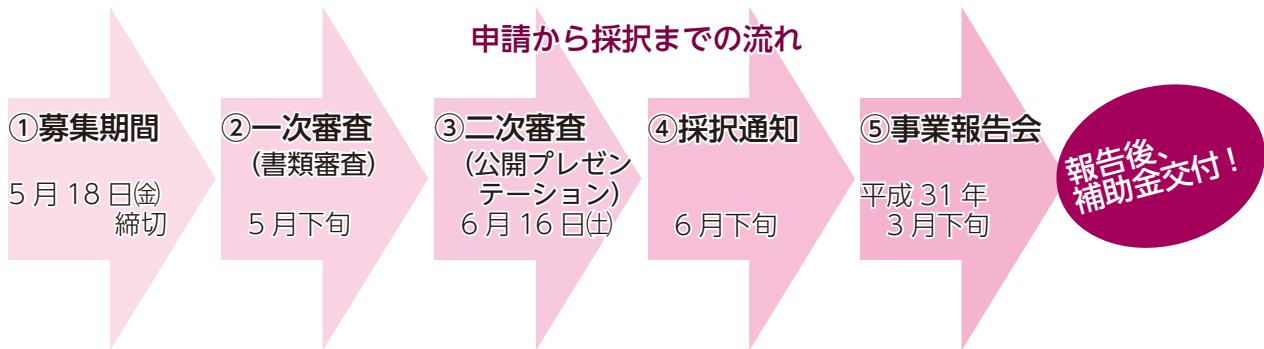 申請から採択までの流れ
①募集期間
5月18日㈮
締切
②一次審査
(書類審査)
5月下旬
③二次審査
(公開プレゼン
テーション)
6月16日㈯
④採択通知
6月下旬
⑤事業報告会
平成31年
3月下旬
報告後、
補助金交付！